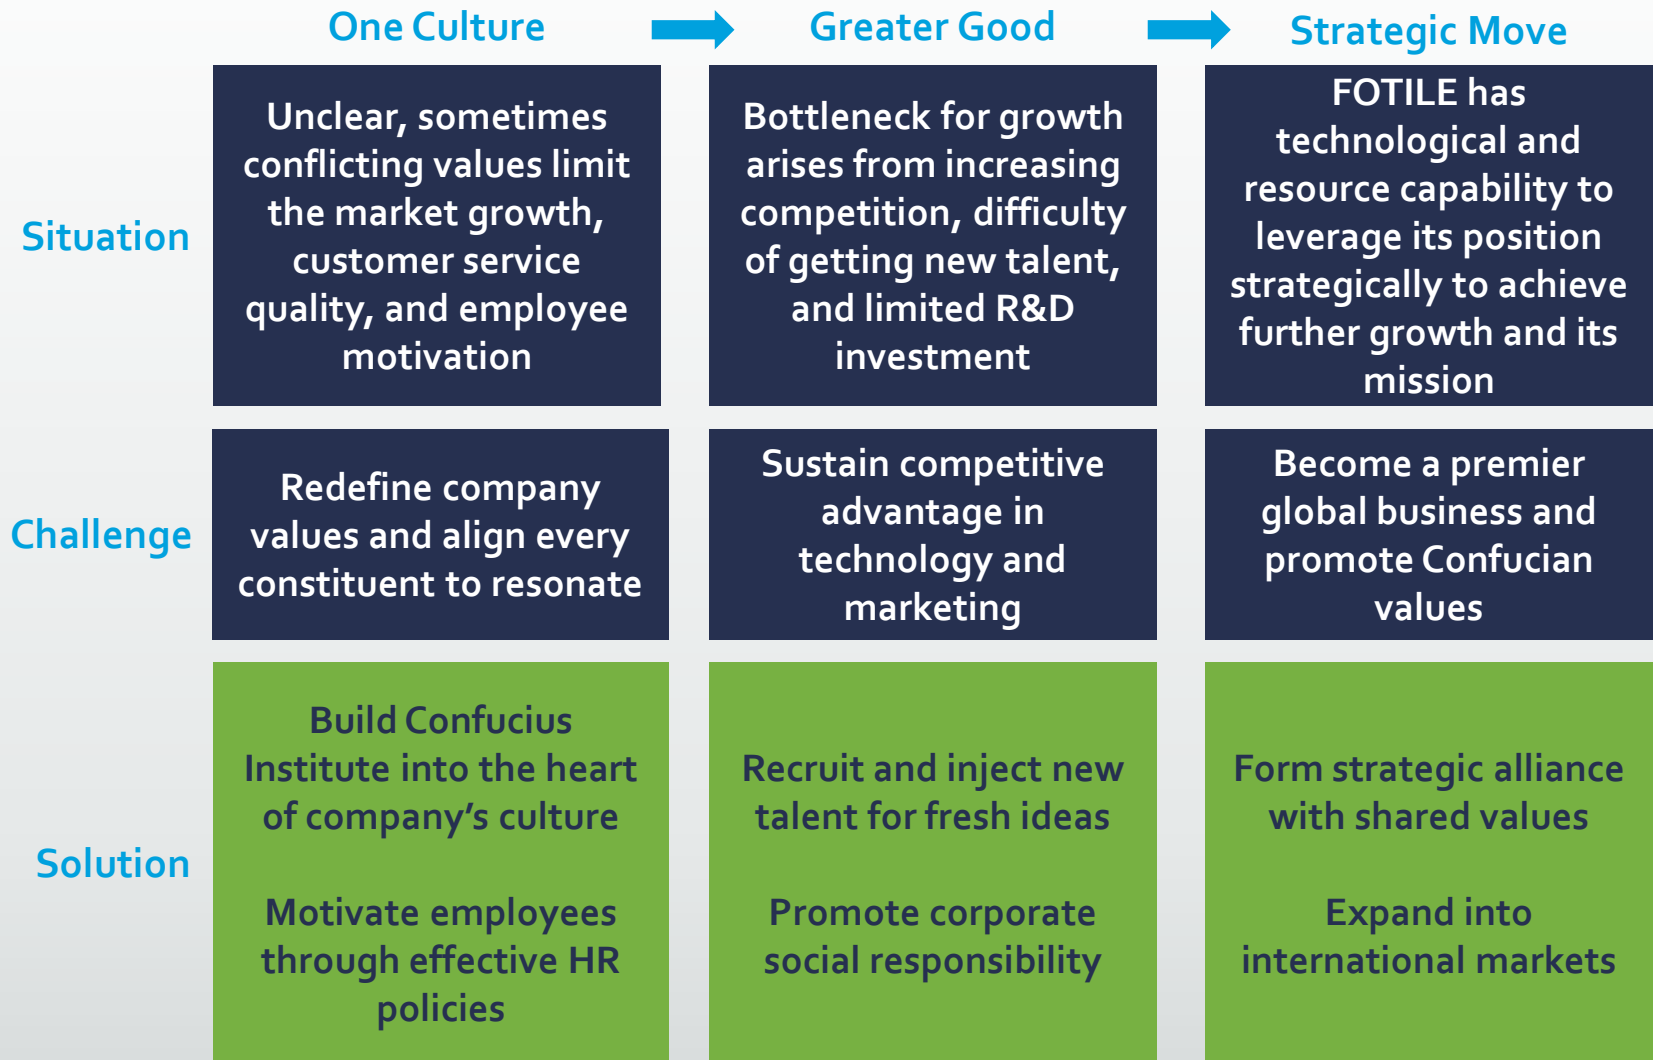 One Culture
Greater Good
Strategic Move
Situation
Unclear, sometimes
conflicting values limit
the market growth,
customer service
quality, and employee
motivation
Bottleneck for growth
arises from increasing
competition, difficulty
of getting new talent,
and limited R&D
investment
FOTILE has
technological and
resource capability to
leverage its position
strategically to achieve
further growth and its
mission
Challenge
Redefine company
values and align every
constituent to resonate
Sustain competitive
advantage in
technology and
marketing
Become a premier
global business and
promote Confucian
values
Solution
Build Confucius
Institute into the heart
of company’s culture
Motivate employees
through effective HR
policies
Recruit and inject new
talent for fresh ideas
Promote corporate
social responsibility
Form strategic alliance
with shared values
Expand into
international markets